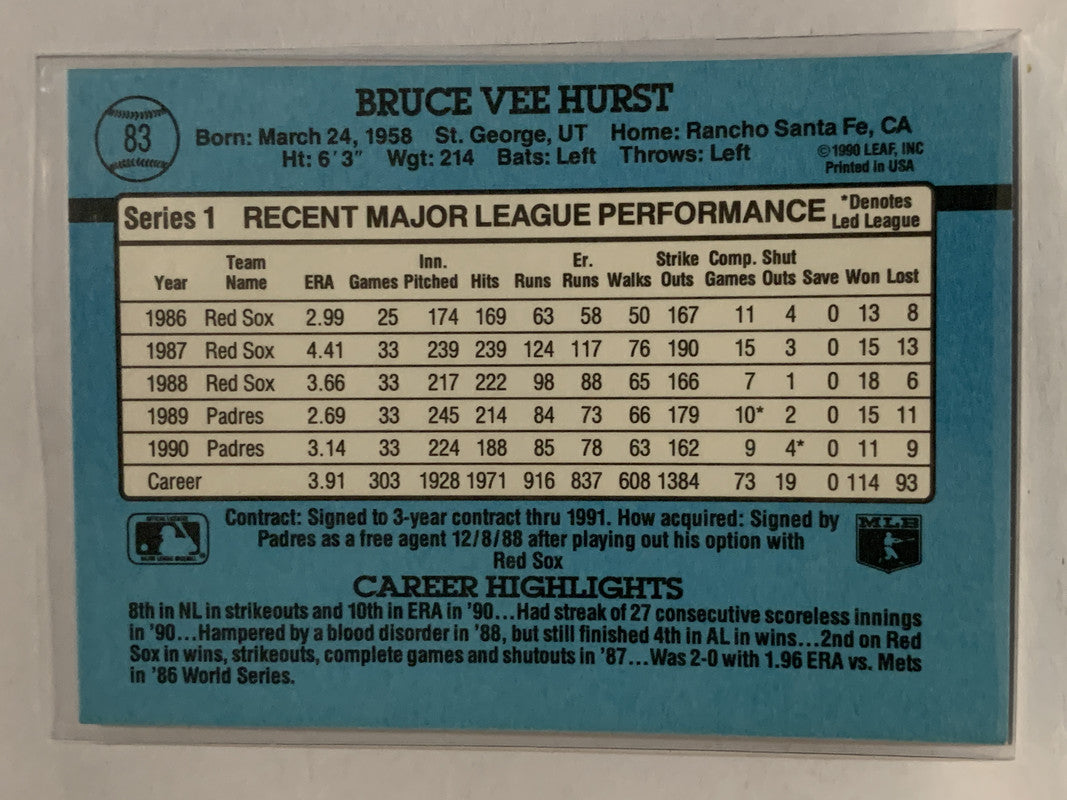 BRUCE VEE HURST
83
Born: March 24, 1958 St. George, UT Home: Rancho Santa Fe, CA
Ht: 6'3" Wgt: 214 Bats: Left Throws: Left
©1990 LEAF, INC
Printed in USA
Series 1 RECENT MAJOR LEAGUE PERFORMANCE *Denotes
Led League
Team Inn. Er. Strike Comp. Shut
Year Name ERA Games Pitched Hits Runs Runs Walks Outs Games Outs Save Won Lost
1986 Red Sox 2.99 25 174 169 63 58 50 167 11 4 0 13 8
1987 Red Sox 4.41 33 239 239 124 117 76 190 15 3 0 15 13
1988 Red Sox 3.66 33 217 222 98 88 65 166 7 1 0 18 6
1989 Padres 2.69 33 245 214 84 73 66 179 10* 2 0 15 11
1990 Padres 3.14 33 224 188 85 78 63 162 9 4* 0 11 9
Career 3.91 303 1928 1971 916 837 608 1384 73 19 0 114 93
Contract: Signed to 3-year contract thru 1991. How acquired: Signed by
Padres as a free agent 12/8/88 after playing out his option with
Red Sox
MLB
CAREER HIGHLIGHTS
8th in NL in strikeouts and 10th in ERA in '90...Had streak of 27 consecutive scoreless innings
in '90...Hampered by a blood disorder in '88, but still finished 4th in AL in wins...2nd on Red
Sox in wins, strikeouts, complete games and shutouts in '87...Was 2-0 with 1.96 ERA vs. Mets
in '86 World Series.